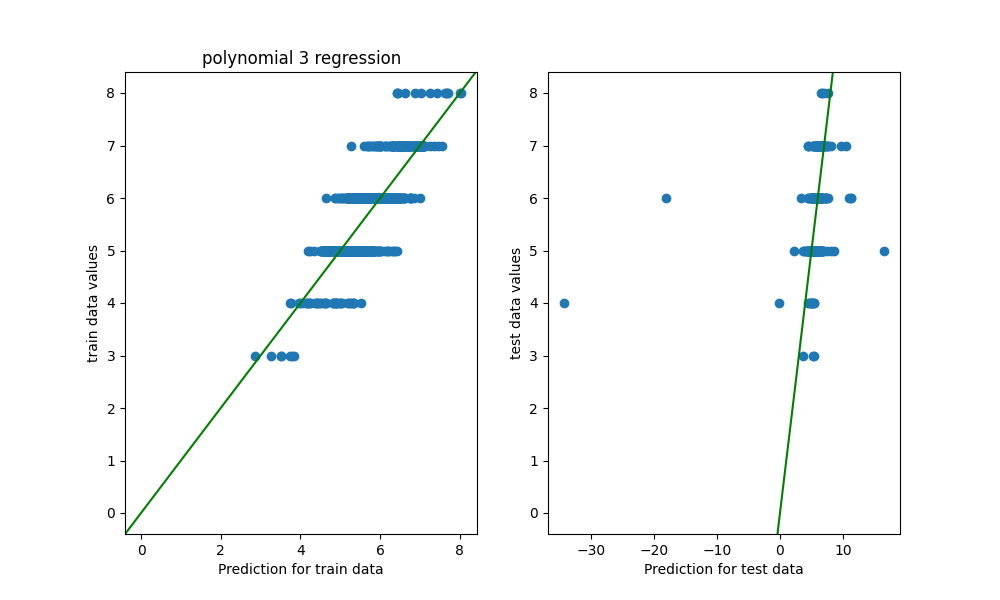 polynomial 3 regression
train data values
8
7
6
5
4
3
2
1
0
0 2 4 6 8
Prediction for train data
test data values
8
7
6
5
4
3
2
1
0
−30 −20 −10 0 10
Prediction for test data